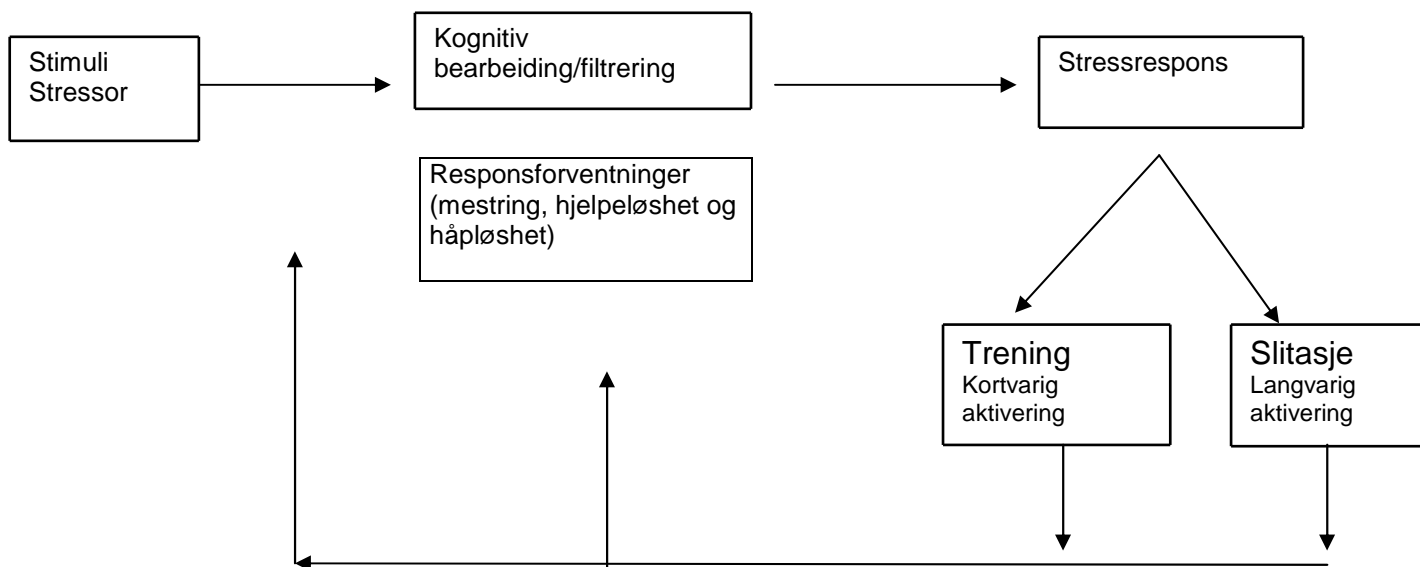 Stimuli
Stressor
Kognitiv
bearbeiding/filtrering
Stressrespons
Responsforventninger
(mestring, hjelpeløshet og
håpløshet)
Trening
Kortvarig
aktivering
Slitasje
Langvarig
aktivering